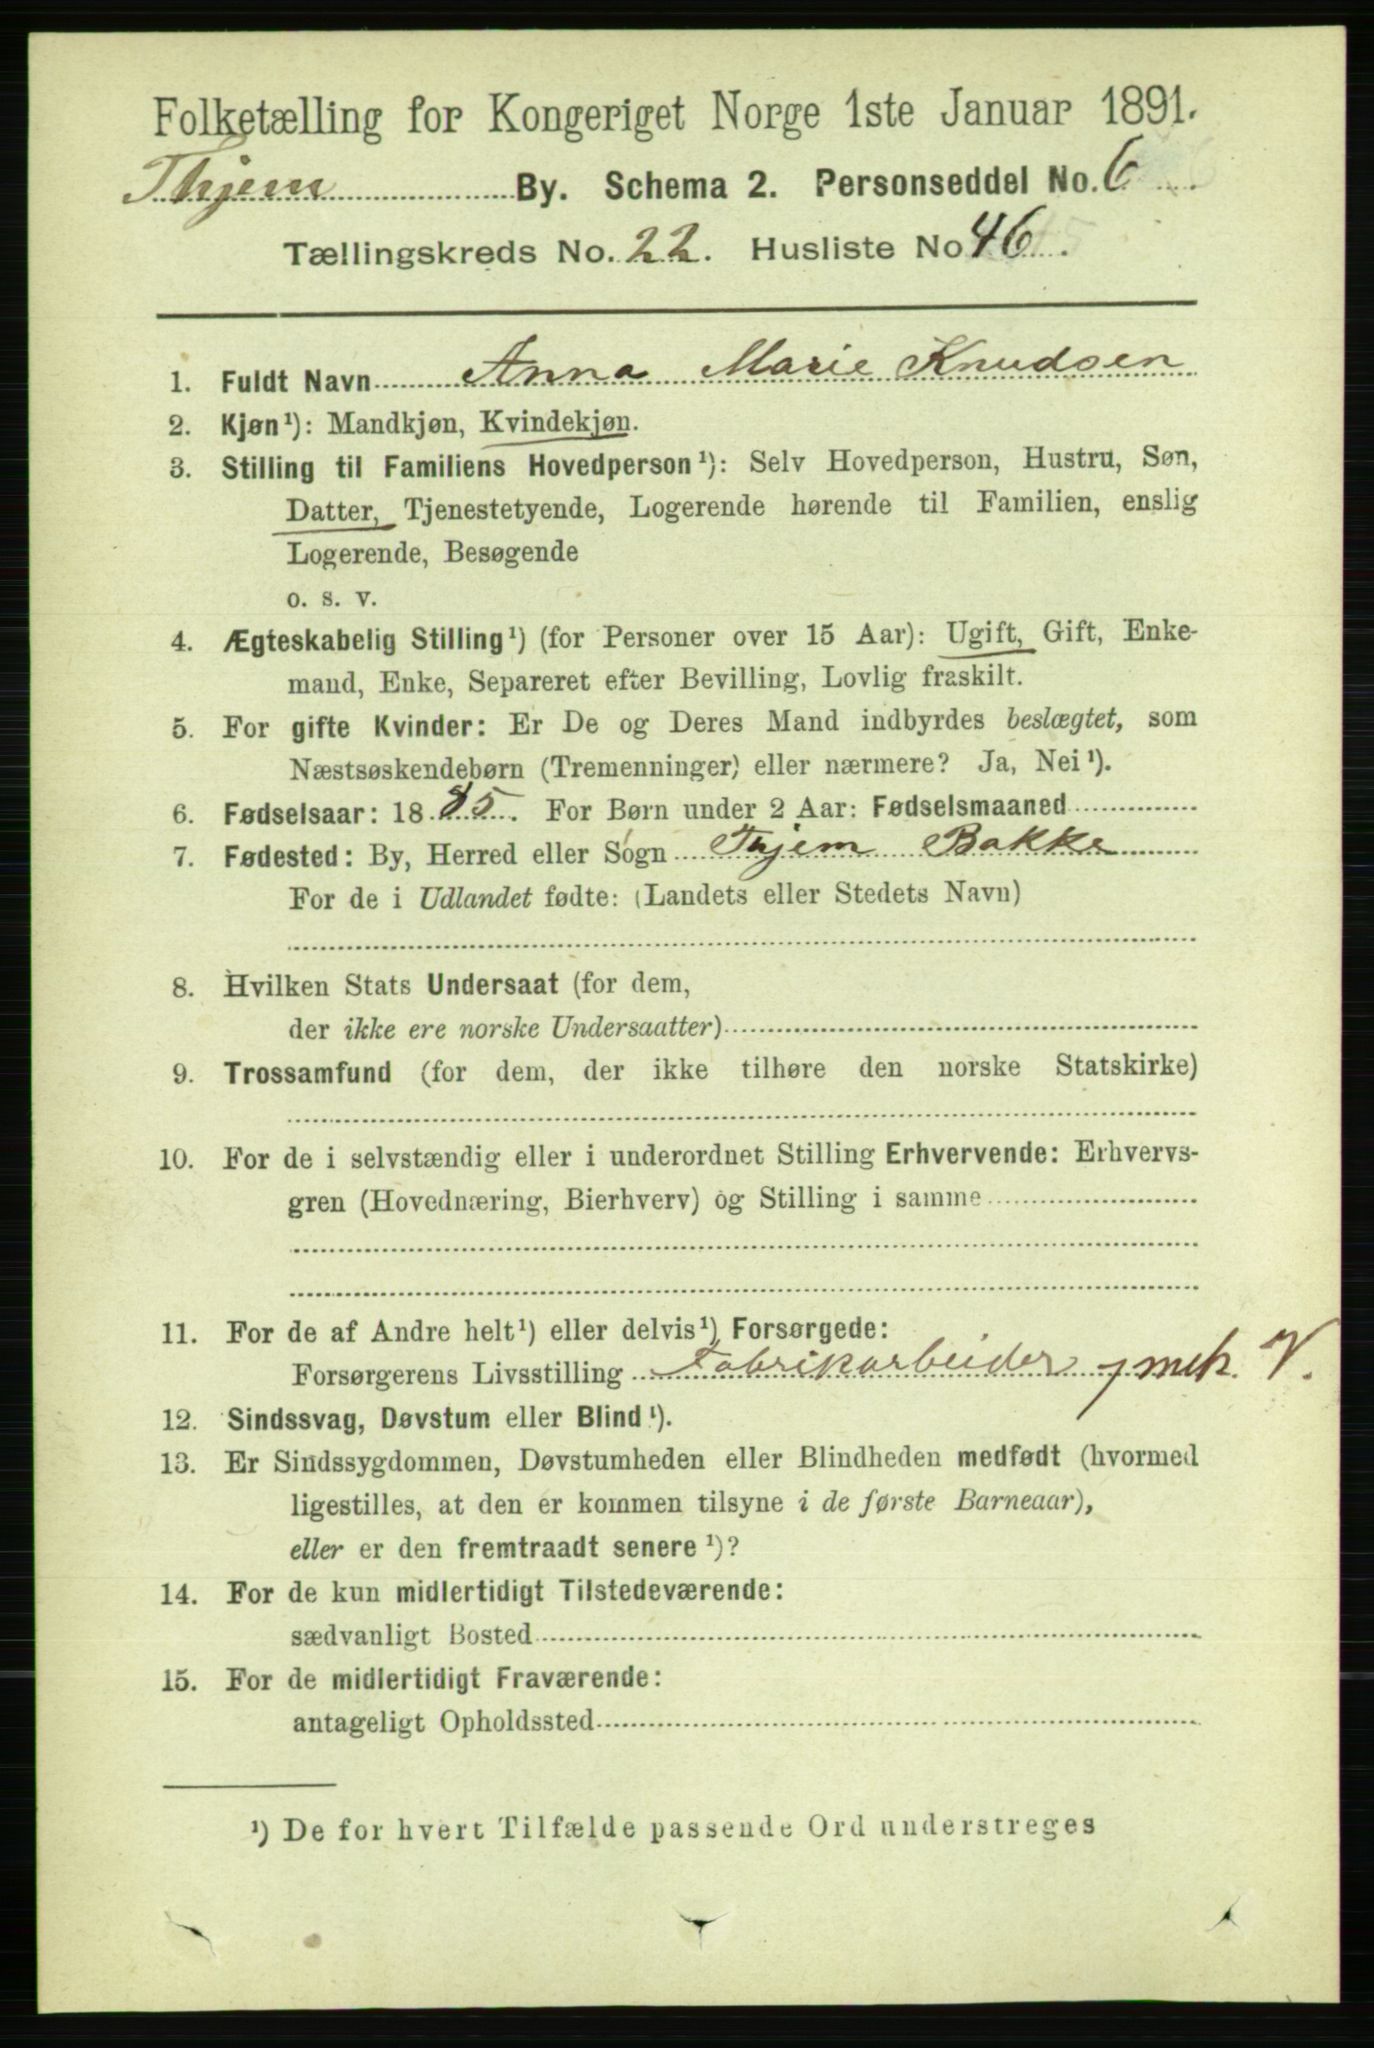 Folketælling for Kongeriget Norge 1ste Januar 1891.
Thjem By. Schema 2. Personseddel No. 6
Tællingskreds No. 22. Husliste No 46.
1. Fuldt Navn Anna Marie Knudsen
2. Kjøn¹): Mandkjøn, Kvindekjøn.
3. Stilling til Familiens Hovedperson¹): Selv Hovedperson, Hustru, Søn,
Datter, Tjenestetyende, Logerende hørende til Familien, enslig
Logerende, Besøgende
o. s. v.
4. Ægteskabelig Stilling¹) (for Personer over 15 Aar): Ugift, Gift, Enke-
mand, Enke, Separeret efter Bevilling, Lovlig fraskilt.
5. For gifte Kvinder: Er De og Deres Mand indbyrdes beslægtet, som
Næstsøskendebørn (Tremenninger) eller nærmere? Ja, Nei¹).
6. Fødselsaar: 1885. For Børn under 2 Aar: Fødselsmaaned
7. Fødested: By, Herred eller Sogn Thjem Bakke
For de i Udlandet fødte: (Landets eller Stedets Navn)
8. Hvilken Stats Undersaat (for dem,
der ikke ere norske Undersaatter)
9. Trossamfund (for dem, der ikke tilhøre den norske Statskirke)
10. For de i selvstændig eller i underordnet Stilling Erhvervende: Erhvervs-
gren (Hovednæring, Bierhverv) og Stilling i samme
11. For de af Andre helt¹) eller delvis¹) Forsørgede:
Forsørgerens Livsstilling Fabrikarbeider, mek. V.
12. Sindssvag, Døvstum eller Blind¹).
13. Er Sindssygdommen, Døvstumheden eller Blindheden medfødt (hvormed
ligestilles, at den er kommen tilsyne i de første Barneaar),
eller er den fremtraadt senere¹)?
14. For de kun midlertidigt Tilstedeværende:
sædvanligt Bosted
15. For de midlertidigt Fraværende:
antageligt Opholdssted
¹) De for hvert Tilfælde passende Ord understreges